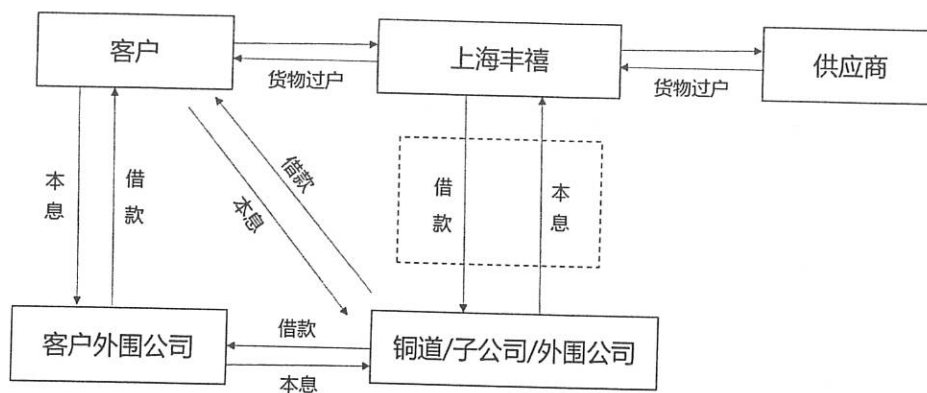 客户
上海丰禧
供应商
货物过户
货物过户
本息
借款
借款
本息
借款
本息
客户外围公司
借款
本息
铜道/子公司/外围公司